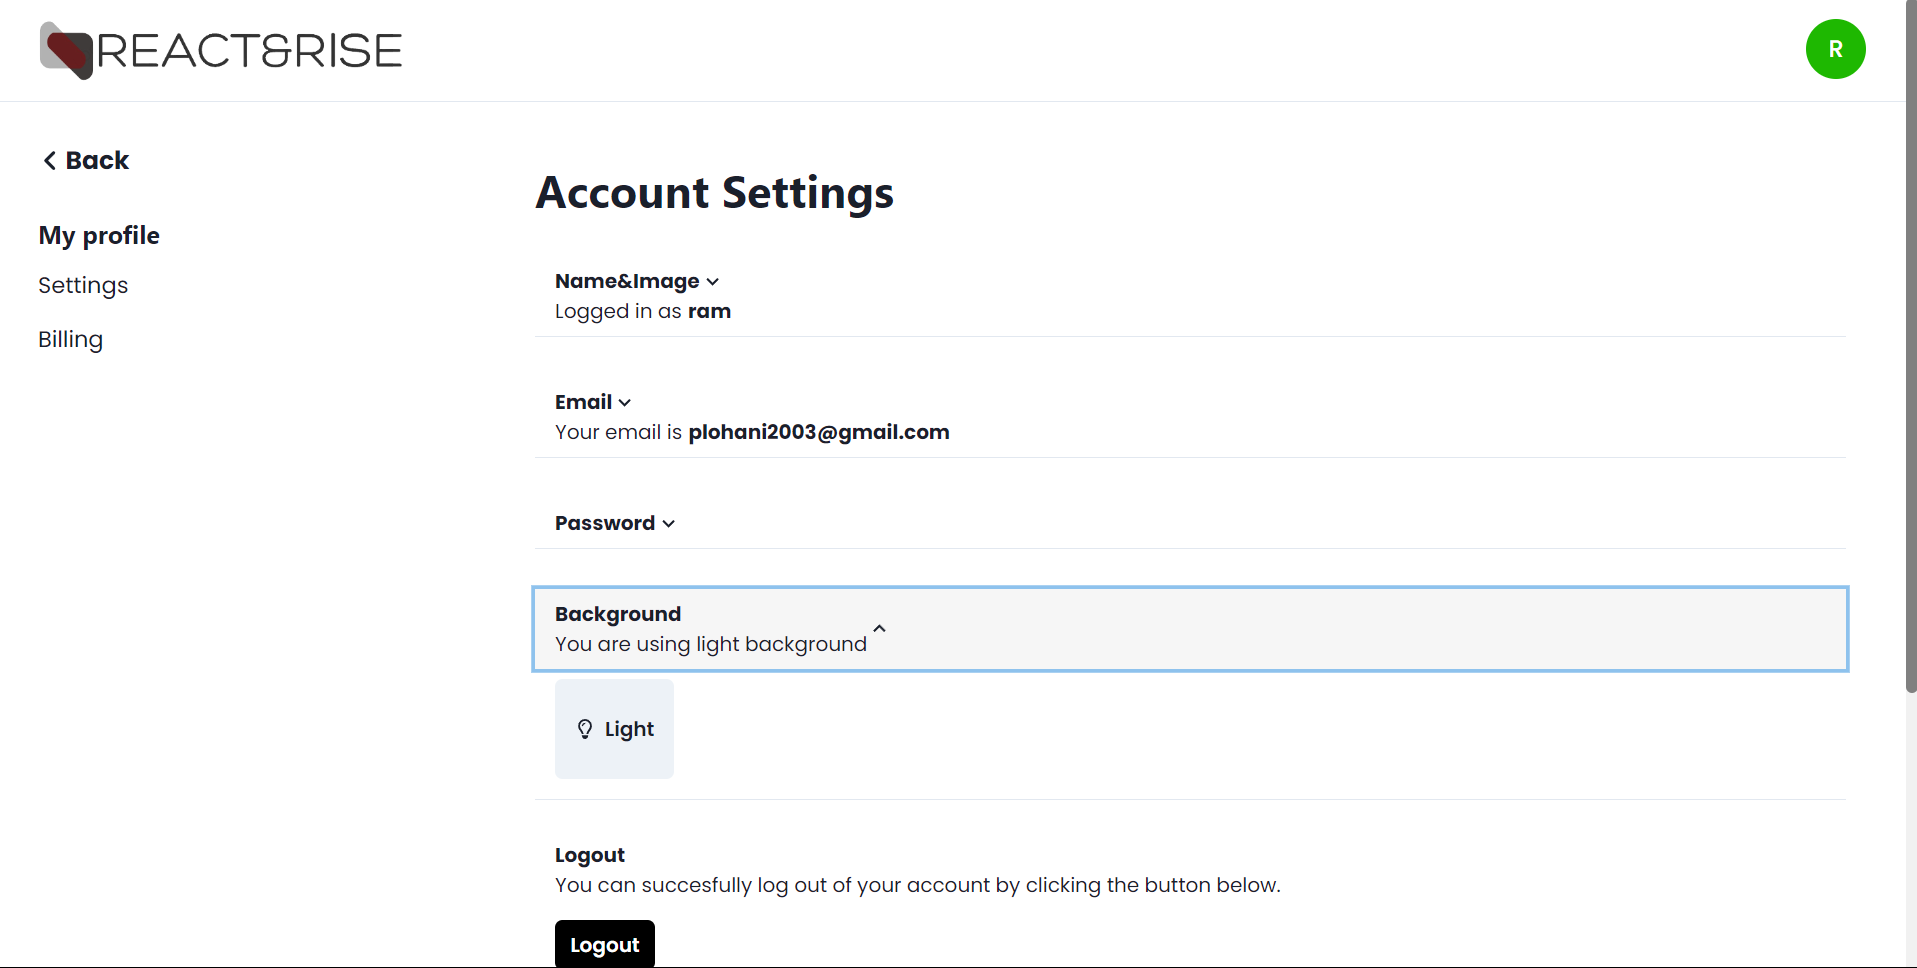 REACT&RISE
R
Back
My profile
Settings
Billing
Account Settings
Name&Image
Logged in as ram
Email
Your email is plohani2003@gmail.com
Password
Background
You are using light background
Light
Logout
You can succesfully log out of your account by clicking the button below.
Logout